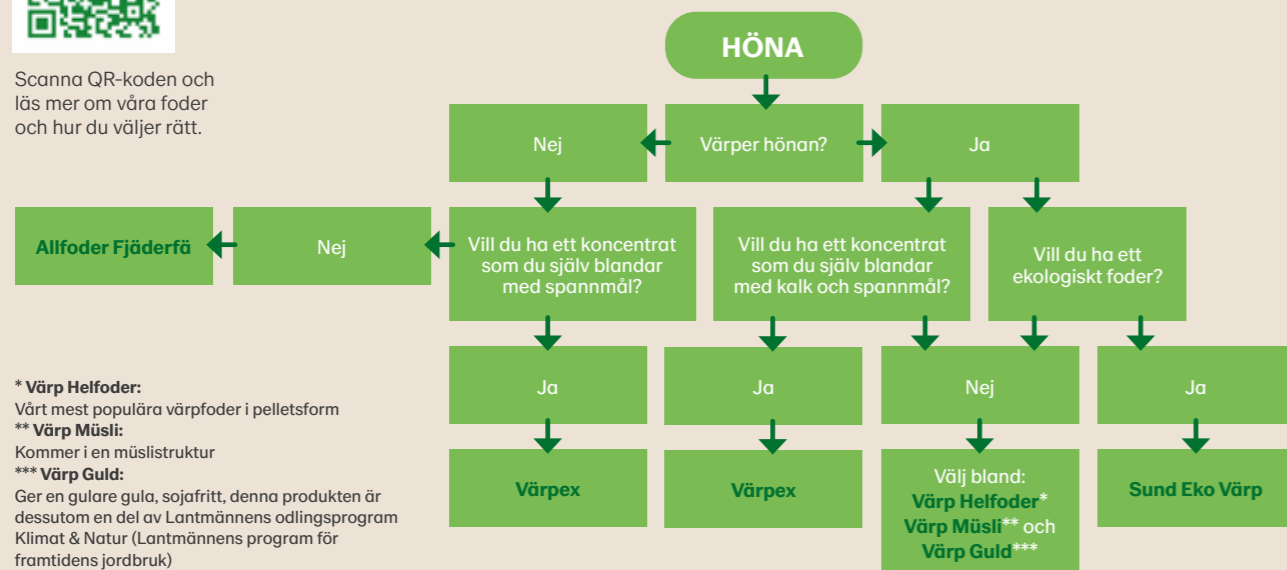 Scanna QR-koden och
läs mer om våra foder
och hur du väljer rätt.
HÖNA
Nej
Värper hönan?
Ja
Allfoder Fjäderfä
Nej
Vill du ha ett koncentrat
som du själv blandar
med spannmål?
Vill du ha ett koncentrat
som du själv blandar
med kalk och spannmål?
Vill du ha ett
ekologiskt foder?
Ja
Ja
Nej
Ja
Värpex
Värpex
Välj bland:
Värp Helfoder*
Värp Müsli** och
Värp Guld***
Sund Eko Värp
* Värp Helfoder:
Vårt mest populära värpfoder i pelletsform
** Värp Müsli:
Kommer i en müslistruktur
*** Värp Guld:
Ger en gulare gula, sojafritt, denna produkten är
dessutom en del av Lantmännens odlingsprogram
Klimat & Natur (Lantmännens program för
framtidens jordbruk)